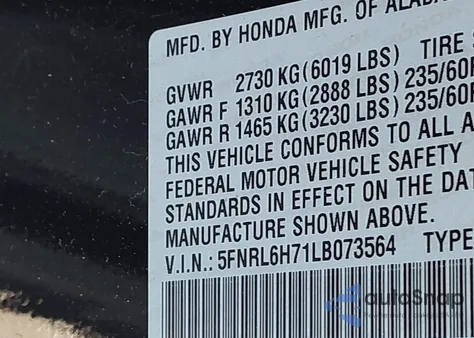 MFD. BY HONDA MFG. OF ALABA
GVWR 2730 KG (6019 LBS) TIRE S
GAWR F 1310 KG (2888 LBS) 235/60R
GAWR R 1465 KG (3230 LBS) 235/60R
THIS VEHICLE CONFORMS TO ALL A
FEDERAL MOTOR VEHICLE SAFETY
STANDARDS IN EFFECT ON THE DAT
MANUFACTURE SHOWN ABOVE.
V.I.N.: 5FNRL6H71LB073564 TYPE
autoSnap